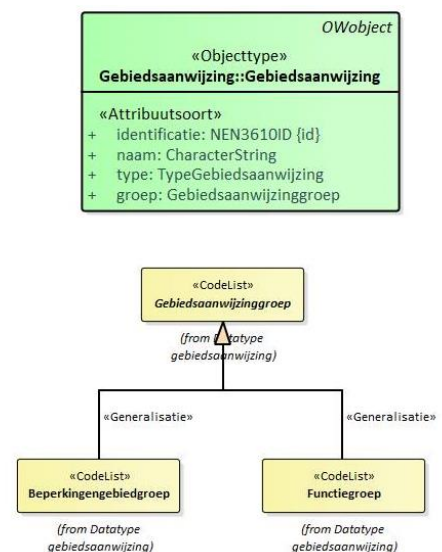 OWobject
«Objecttype»
Gebiedsaanwijzing::Gebiedsaanwijzing
«Attribuutsoort»
+ identificatie: NEN3610ID {id}
+ naam: CharacterString
+ type: TypeGebiedsaanwijzing
+ groep: Gebiedsaanwijzinggroep
«CodeList»
Gebiedsaanwijzinggroep
(from Datatype
gebiedsaanwijzing)
«Generalisatie» «Generalisatie»
«CodeList»
Beperkingengebiedgroep
(from Datatype
gebiedsaanwijzing)
«CodeList»
Functiegroep
(from Datatype
gebiedsaanwijzing)